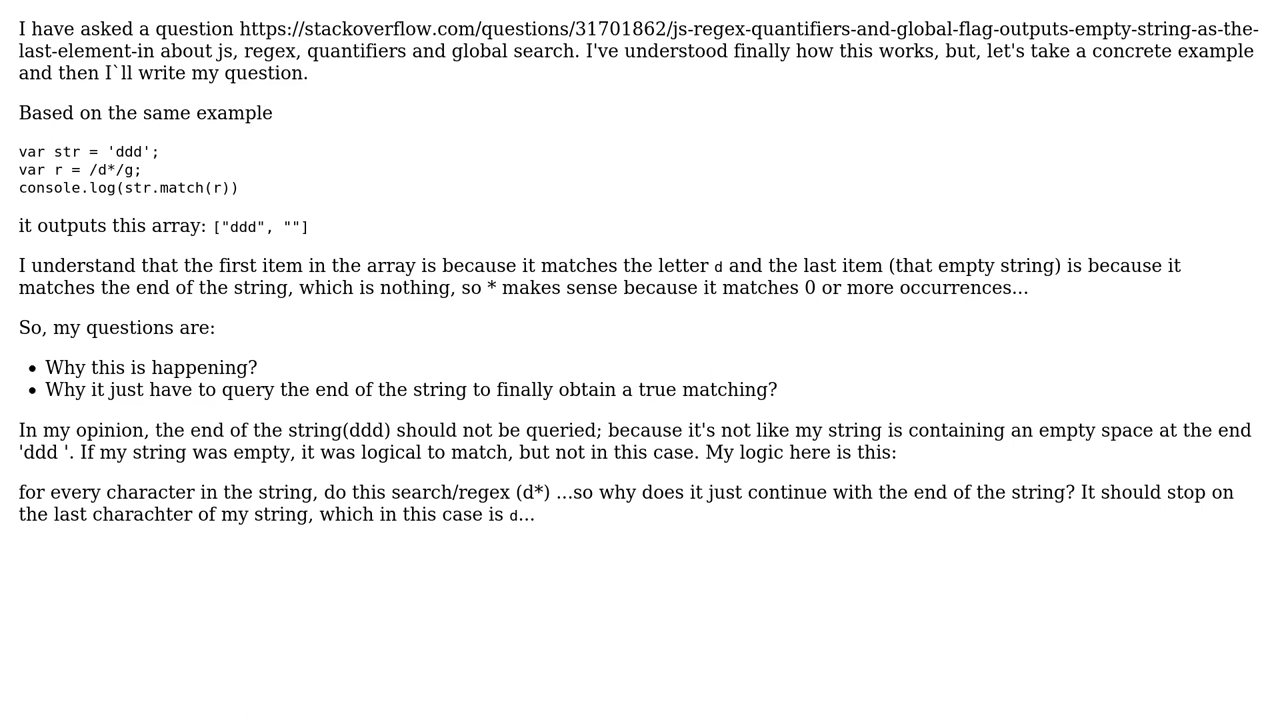 I have asked a question https://stackoverflow.com/questions/31701862/js-regex-quantifiers-and-global-flag-outputs-empty-string-as-the-
last-element-in about js, regex, quantifiers and global search. I've understood finally how this works, but, let's take a concrete example
and then I`ll write my question.
Based on the same example
var str = 'ddd';
var r = /d*/g;
console.log(str.match(r))
it outputs this array: ["ddd", ""]
I understand that the first item in the array is because it matches the letter d and the last item (that empty string) is because it
matches the end of the string, which is nothing, so * makes sense because it matches 0 or more occurrences...
So, my questions are:
• Why this is happening?
• Why it just have to query the end of the string to finally obtain a true matching?
In my opinion, the end of the string(ddd) should not be queried; because it's not like my string is containing an empty space at the end
'ddd '. If my string was empty, it was logical to match, but not in this case. My logic here is this:
for every character in the string, do this search/regex (d*) ...so why does it just continue with the end of the string? It should stop on
the last charachter of my string, which in this case is d...